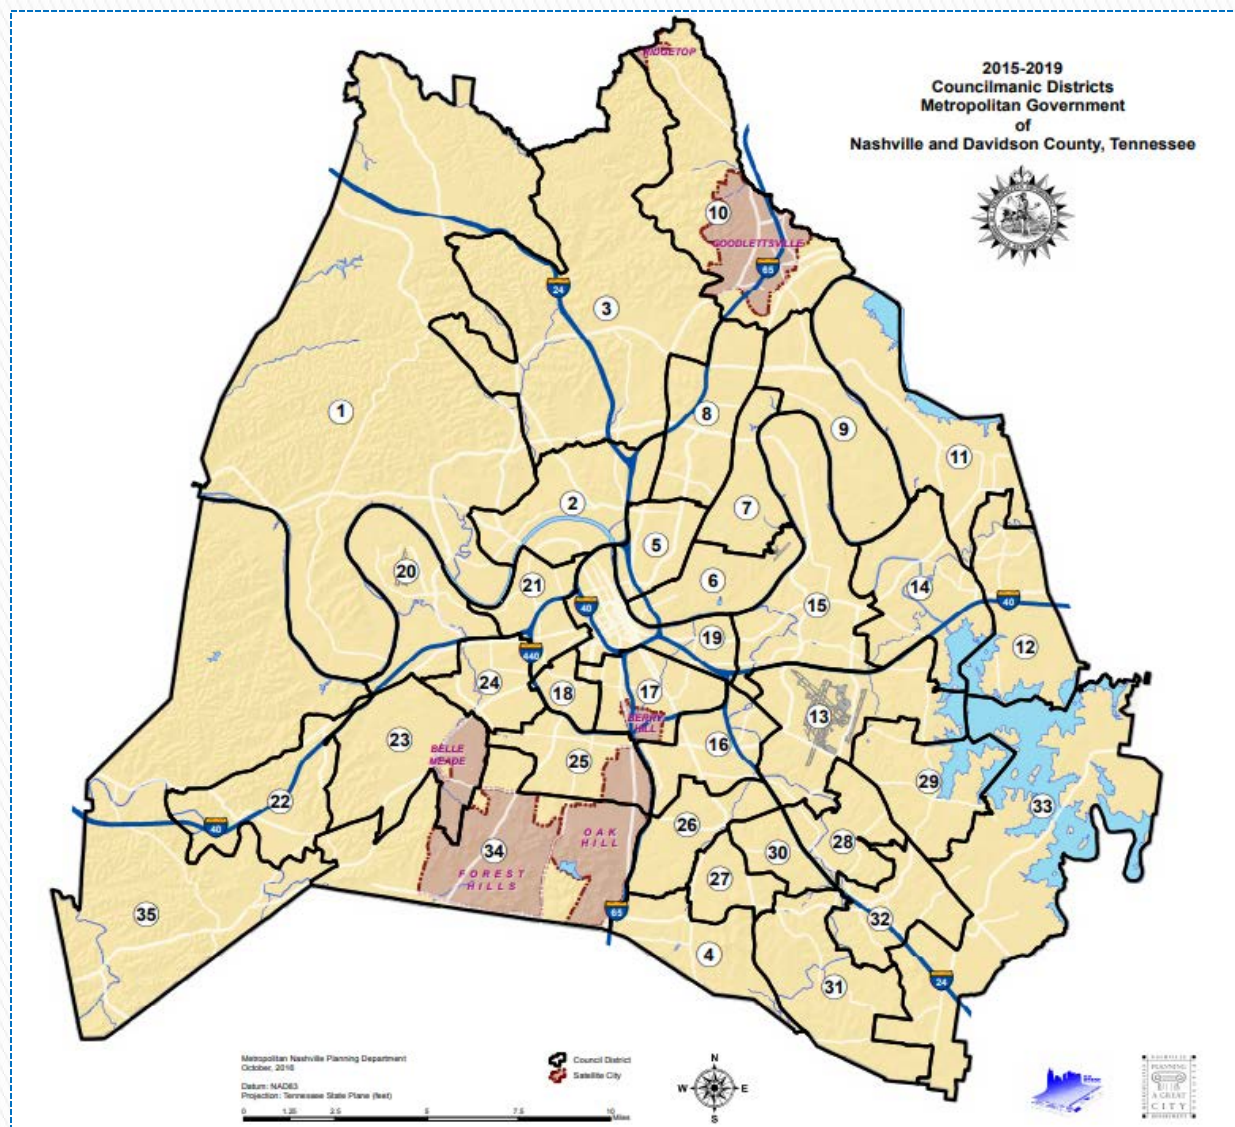 2015-2019
Councilmanic Districts
Metropolitan Government
of
Nashville and Davidson County, Tennessee
RIDGETOP
10
GOODLETTSVILLE
65
24
3
1
8
9
11
2
7
5
20
21
6
14
40
15
40
19
12
440
24
18
17
13
BERRY
HILL
23
BELLE
MEADE
16
25
29
22
33
40
26
OAK
HILL
28
34
30
FOREST
HILLS
27
35
65
32
4
24
31
Metropolitan Nashville Planning Department
October, 2016
Datum: NAD83
Projection: Tennessee State Plane (feet)
0 1.25 2.5 5 7.5 10
Miles
Council District
Satellite City
N
W E
S
PLANNING
A GREAT
CITY